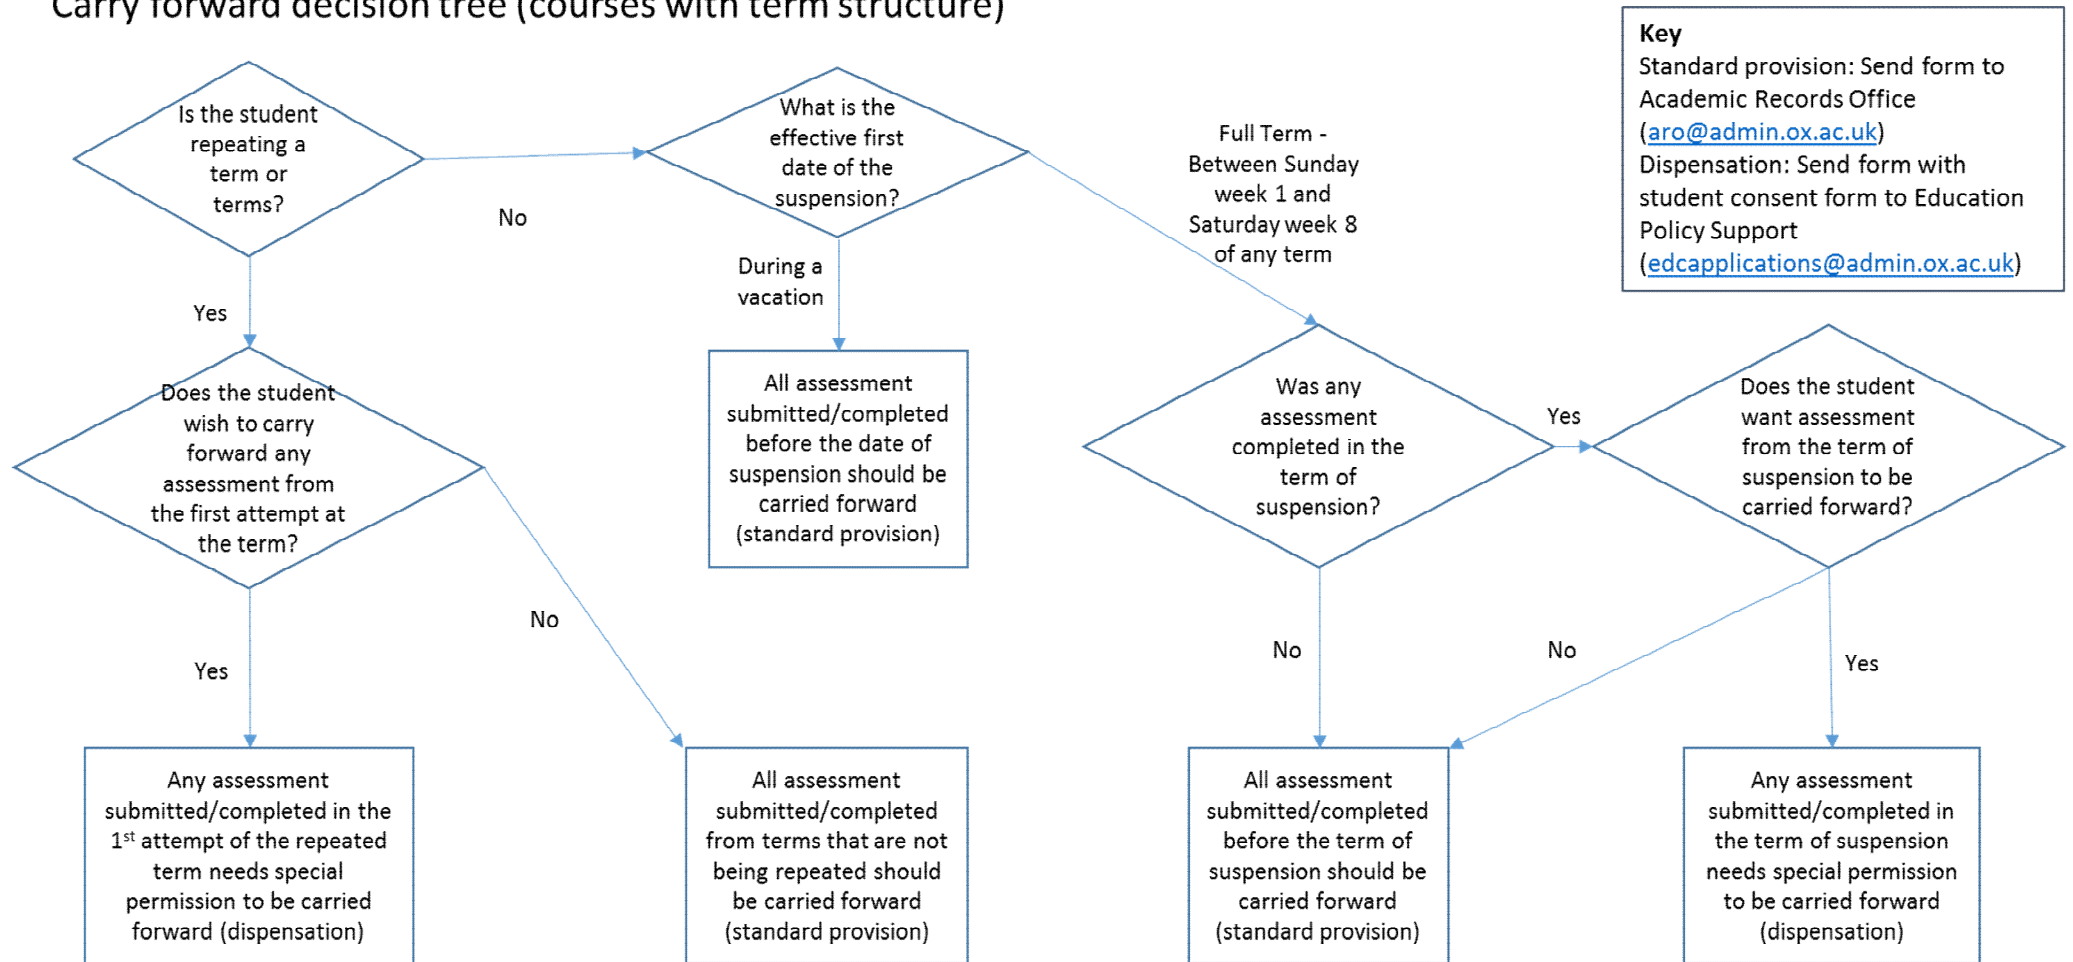 Carry forward decision tree (courses with term structure)
Key
Standard provision: Send form to
Academic Records Office
(aro@admin.ox.ac.uk)
Dispensation: Send form with
student consent form to Education
Policy Support
(edcapplications@admin.ox.ac.uk)
Is the student
repeating a
term or
terms?
No
What is the
effective first
date of the
suspension?
Full Term -
Between Sunday
week 1 and
Saturday week 8
of any term
During a
vacation
Yes
Does the student
wish to carry
forward any
assessment from
the first attempt at
the term?
All assessment
submitted/completed
before the date of
suspension should be
carried forward
(standard provision)
Was any
assessment
completed in the
term of
suspension?
Yes
Does the student
want assessment
from the term of
suspension to be
carried forward?
No
Yes
No
No
Yes
Any assessment
submitted/completed in the
1st attempt of the repeated
term needs special
permission to be carried
forward (dispensation)
All assessment
submitted/completed
from terms that are not
being repeated should
be carried forward
(standard provision)
All assessment
submitted/completed
before the term of
suspension should be
carried forward
(standard provision)
Any assessment
submitted/completed in
the term of suspension
needs special permission
to be carried forward
(dispensation)